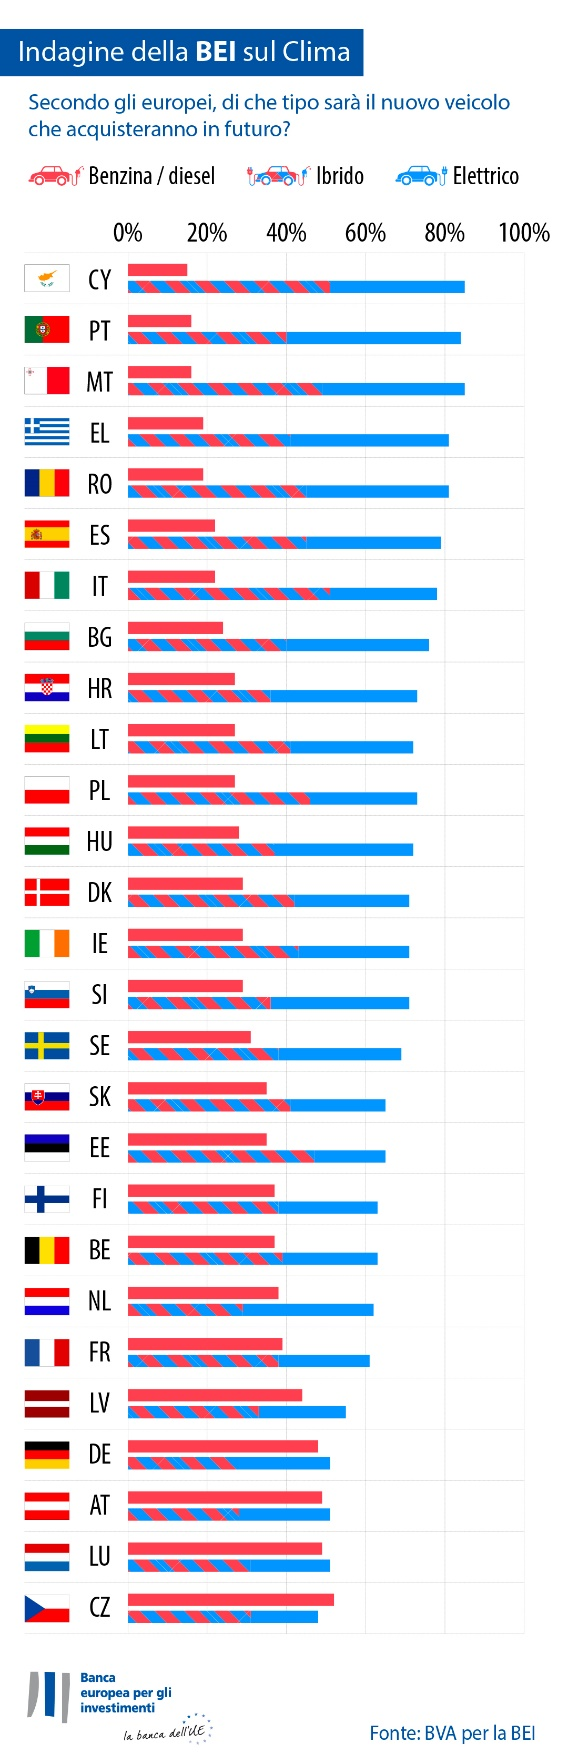 Indagine della BEI sul Clima
Secondo gli europei, di che tipo sarà il nuovo veicolo
che acquisteranno in futuro?
Benzina / diesel Ibrido Elettrico
0% 20% 40% 60% 80% 100%
CY
PT
MT
EL
RO
ES
IT
BG
HR
LT
PL
HU
DK
IE
SI
SE
SK
EE
FI
BE
NL
FR
LV
DE
AT
LU
CZ
Banca
europea per gli
investimenti
la banca dell'UE
Fonte: BVA per la BEI